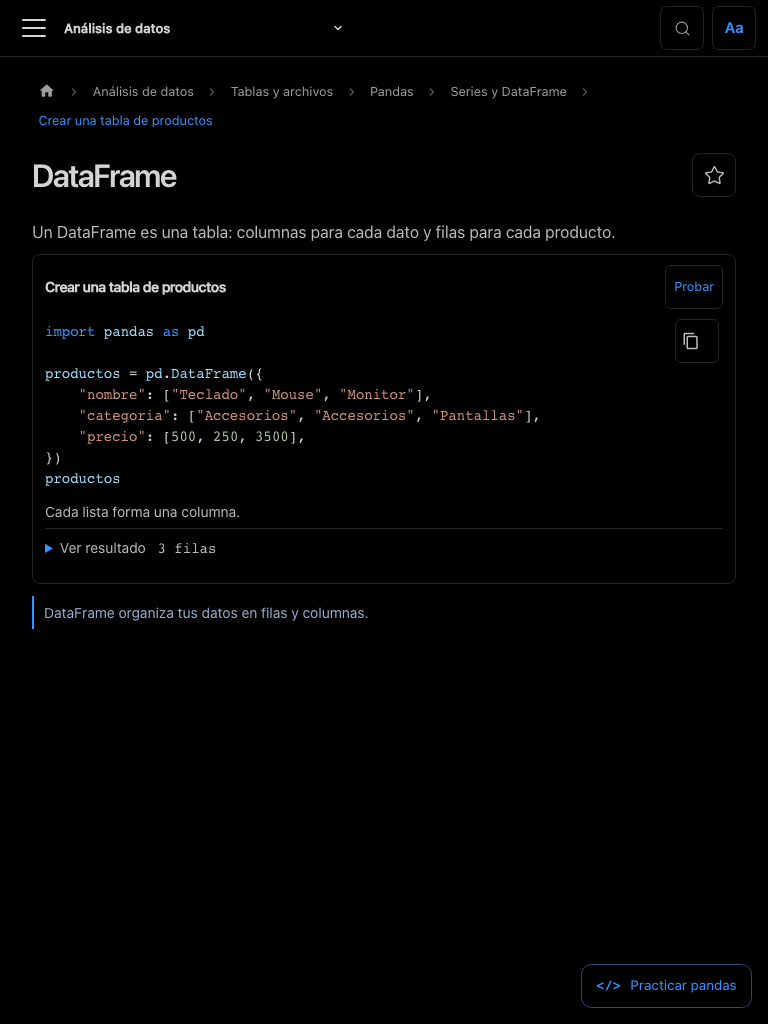 Análisis de datos
Aa
Análisis de datos
Tablas y archivos
Pandas
Series y DataFrame
Crear una tabla de productos
DataFrame
Un DataFrame es una tabla: columnas para cada dato y filas para cada producto.
Crear una tabla de productos
Probar
import pandas as pd
productos = pd.DataFrame({
    "nombre": ["Teclado", "Mouse", "Monitor"],
    "categoria": ["Accesorios", "Accesorios", "Pantallas"],
    "precio": [500, 250, 3500],
})
productos
Cada lista forma una columna.
Ver resultado 3 filas
DataFrame organiza tus datos en filas y columnas.
</> Practicar pandas